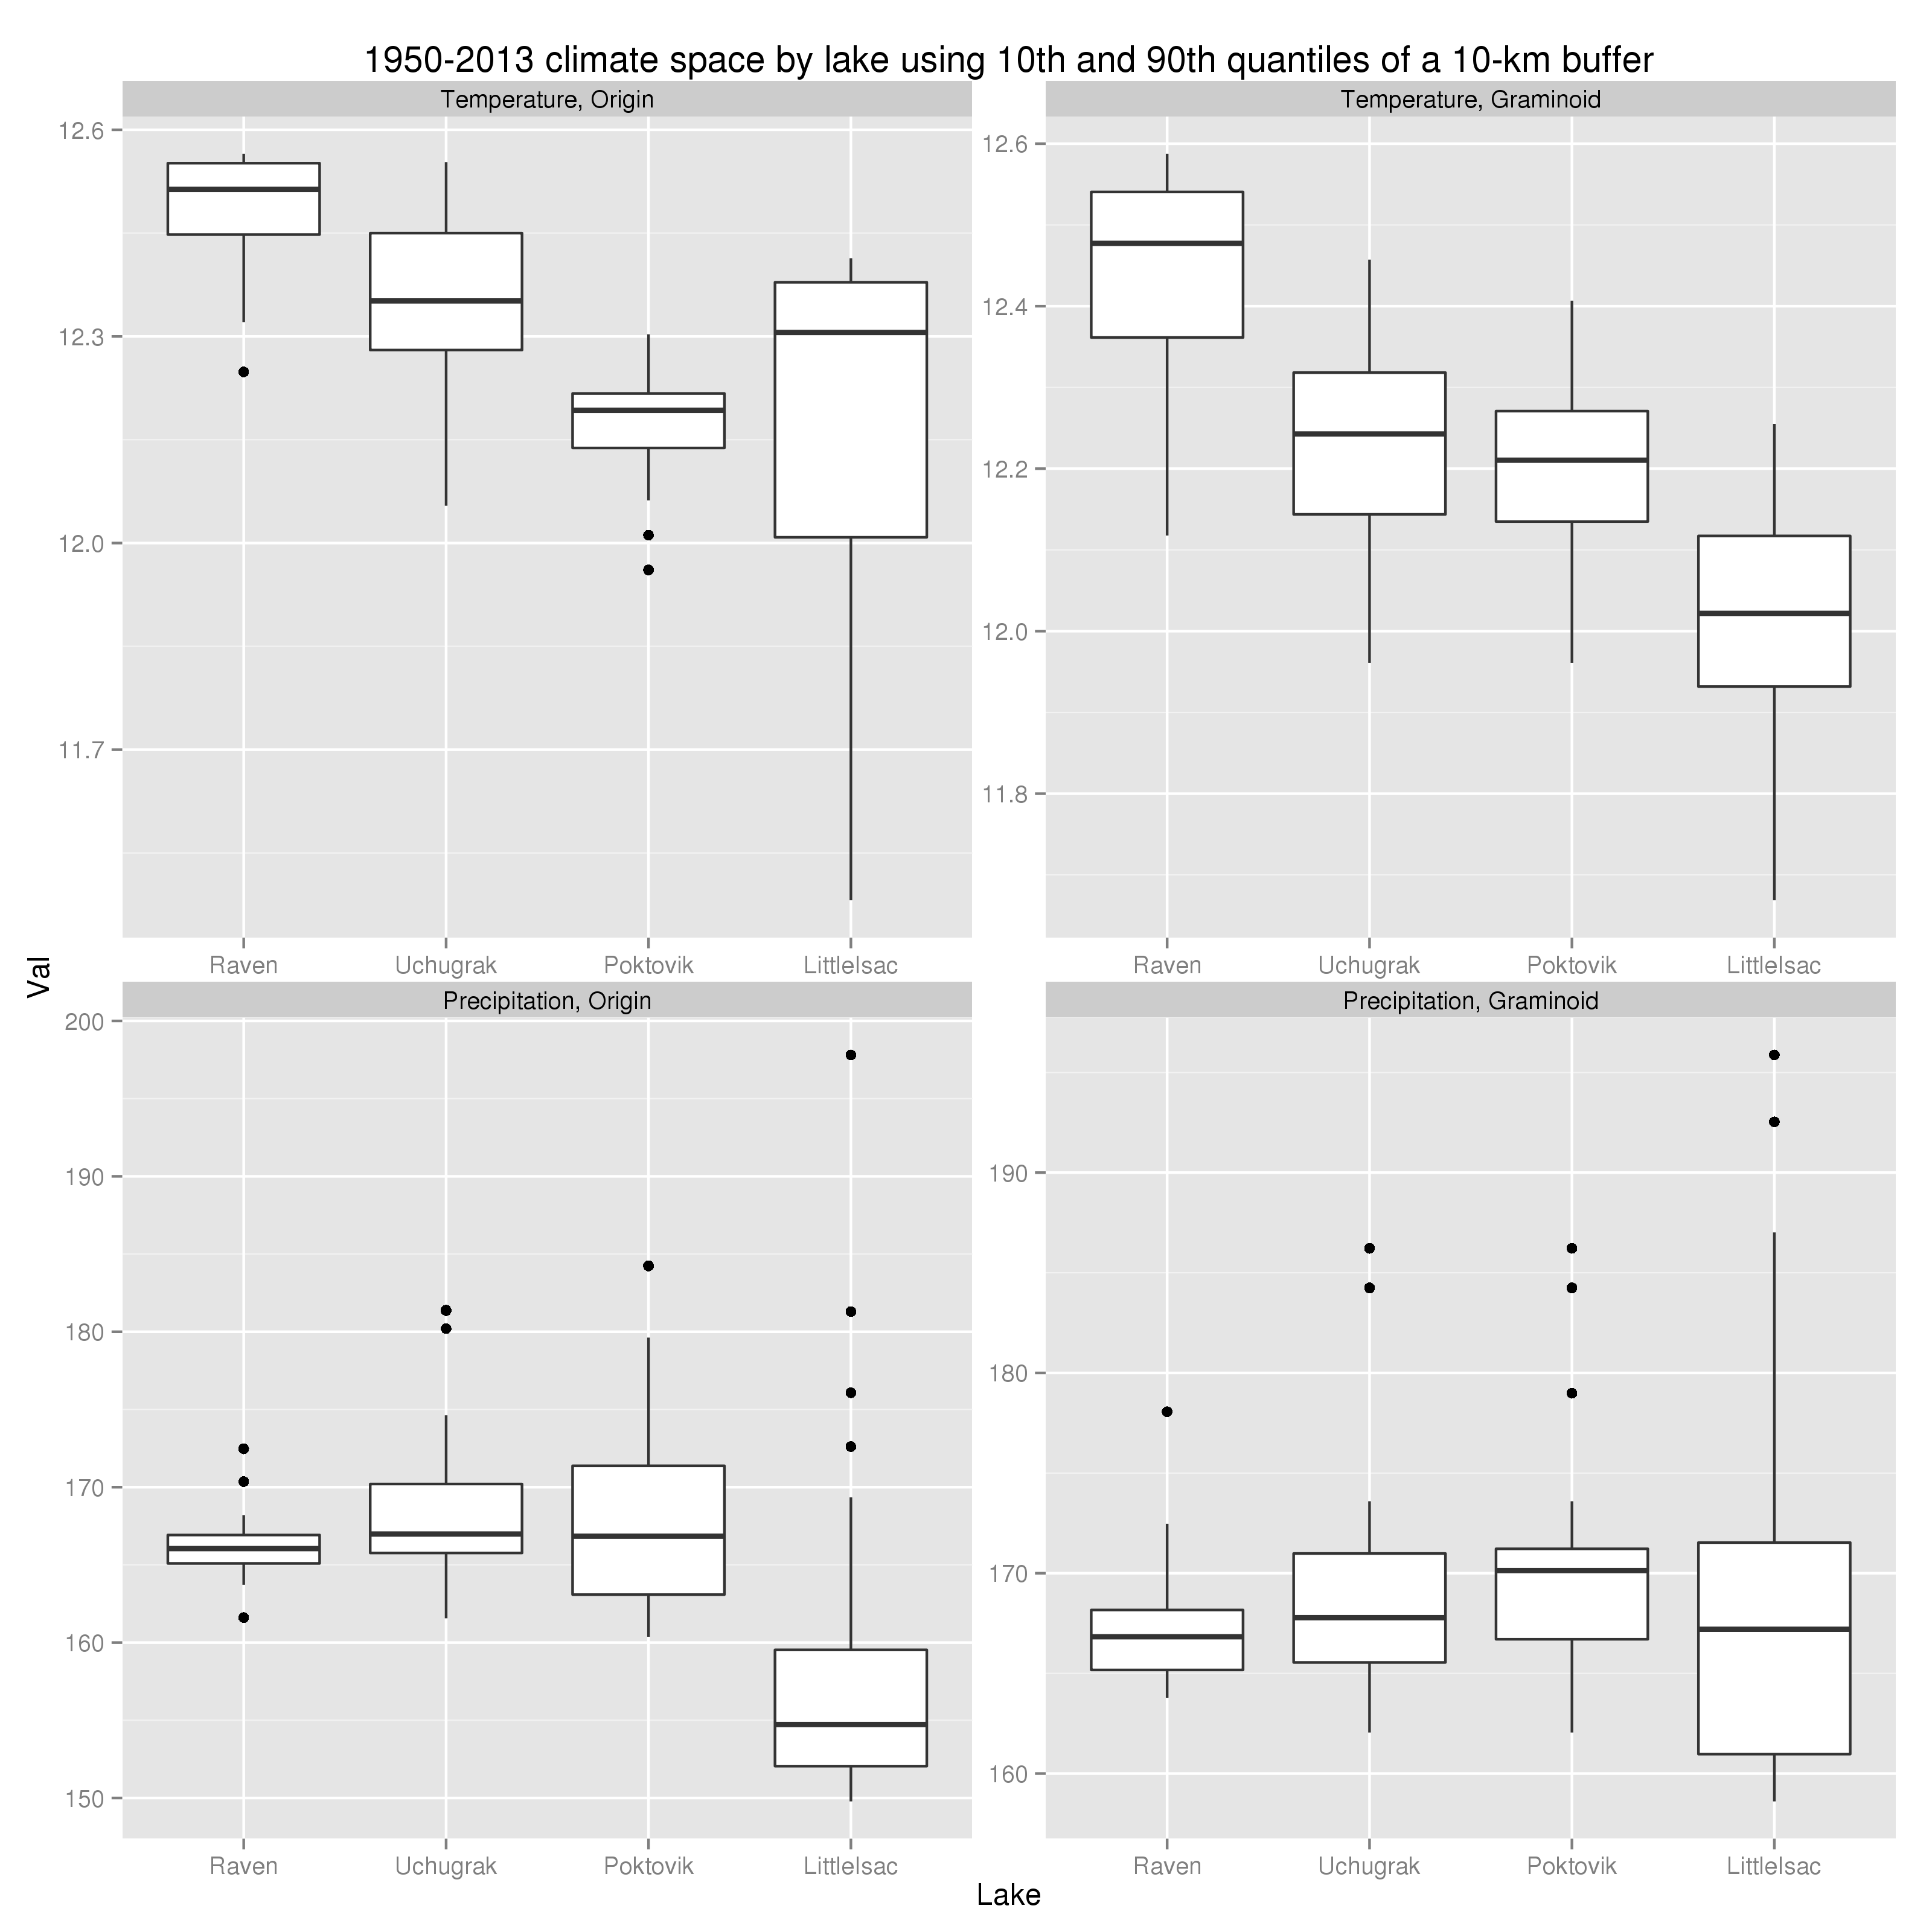 1950-2013 climate space by lake using 10th and 90th quantiles of a 10-km buffer
Temperature, Origin
12.6
12.3
12.0
11.7
Raven Uchugrak Poktovik LittleIsac
Temperature, Graminoid
12.6
12.4
12.2
12.0
11.8
Raven Uchugrak Poktovik LittleIsac
Val
Precipitation, Origin
200
190
180
170
160
150
Raven Uchugrak Poktovik LittleIsac
Precipitation, Graminoid
190
180
170
160
Raven Uchugrak Poktovik LittleIsac
Lake